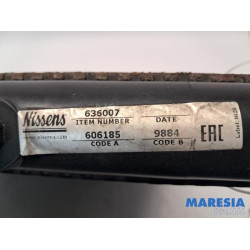 Nissens
636007
ITEM NUMBER
DATE
606185
9884
CODE A
CODE B
EAC
MARESIA